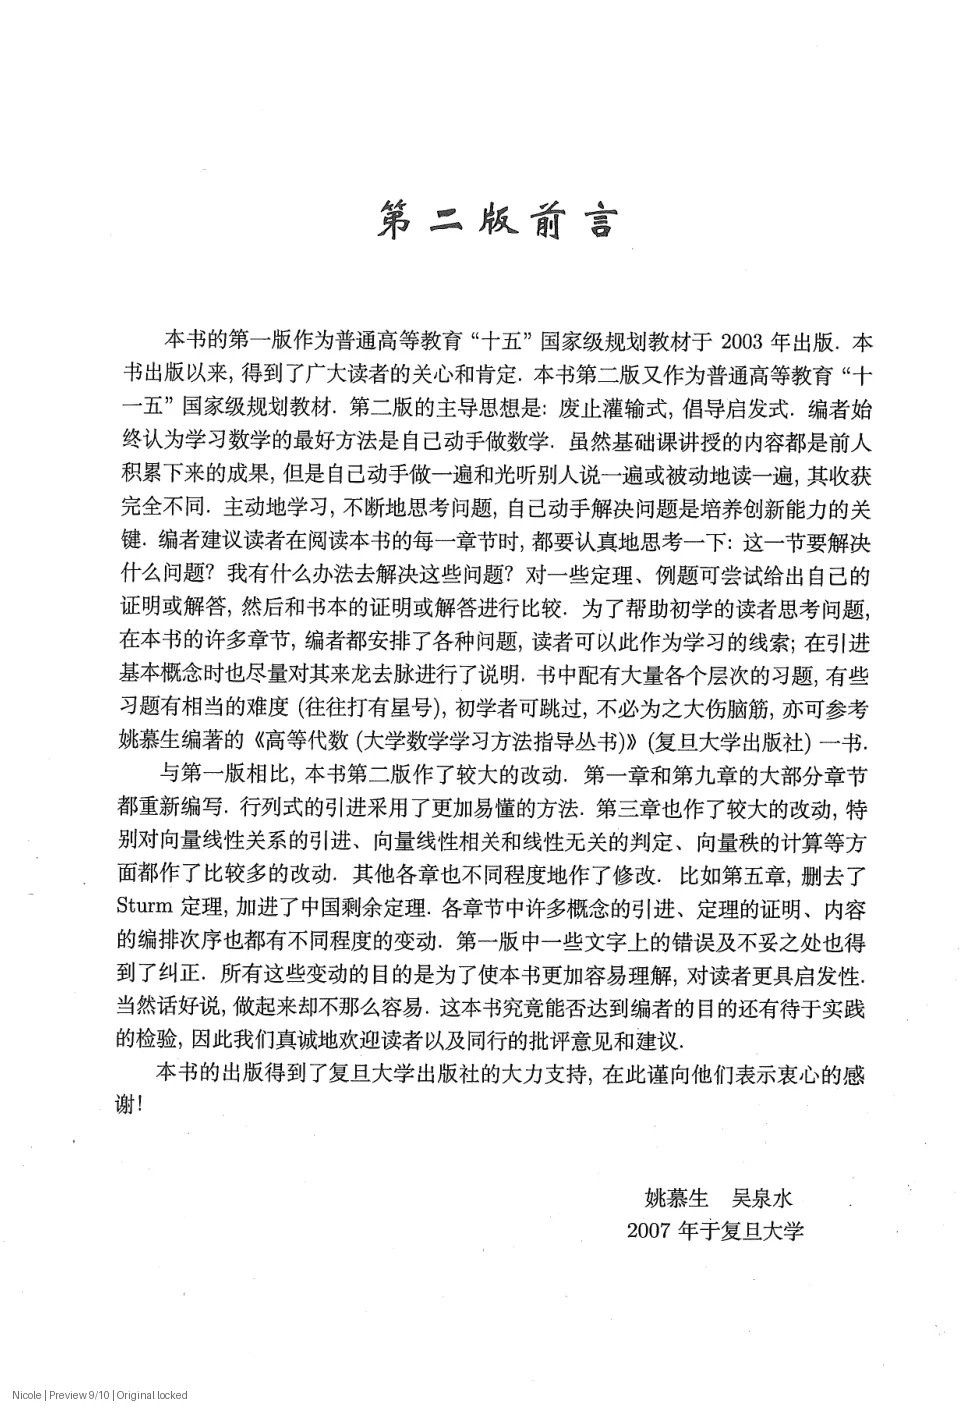 第二版前言
本书的第一版作为普通高等教育“十五”国家级规划教材于 2003 年出版. 本
书出版以来, 得到了广大读者的关心和肯定. 本书第二版又作为普通高等教育“十
一五”国家级规划教材. 第二版的主导思想是: 废止灌输式, 倡导启发式. 编者始
终认为学习数学的最好方法是自己动手做数学. 虽然基础课讲授的内容都是前人
积累下来的成果, 但是自己动手做一遍和光听别人说一遍或被动地读一遍, 其收获
完全不同. 主动地学习, 不断地思考问题, 自己动手解决问题是培养创新能力的关
键. 编者建议读者在阅读本书的每一章节时, 都要认真地思考一下: 这一节要解决
什么问题? 我有什么办法去解决这些问题? 对一些定理、例题可尝试给出自己的
证明或解答, 然后和书本的证明或解答进行比较. 为了帮助初学的读者思考问题,
在本书的许多章节, 编者都安排了各种问题, 读者可以此作为学习的线索; 在引进
基本概念时也尽量对其来龙去脉进行了说明. 书中配有大量各个层次的习题, 有些
习题有相当的难度 (往往打有星号), 初学者可跳过, 不必为之大伤脑筋, 亦可参考
姚慕生编著的《高等代数 (大学数学学习方法指导丛书)》(复旦大学出版社) 一书.
与第一版相比, 本书第二版作了较大的改动. 第一章和第九章的大部分章节
都重新编写. 行列式的引进采用了更加易懂的方法. 第三章也作了较大的改动, 特
别对向量线性关系的引进、向量线性相关和线性无关的判定、向量秩的计算等方
面都作了比较多的改动. 其他各章也不同程度地作了修改. 比如第五章, 删去了
Sturm 定理, 加进了中国剩余定理. 各章节中许多概念的引进、定理的证明、内容
的编排次序也都有不同程度的变动. 第一版中一些文字上的错误及不妥之处也得
到了纠正. 所有这些变动的目的是为了使本书更加容易理解, 对读者更具启发性.
当然话好说, 做起来却不那么容易. 这本书究竟能否达到编者的目的还有待于实践
的检验, 因此我们真诚地欢迎读者以及同行的批评意见和建议.
本书的出版得到了复旦大学出版社的大力支持, 在此谨向他们表示衷心的感
谢!
姚慕生 吴泉水
2007 年于复旦大学
Nicole | Preview 9/10 | Original locked